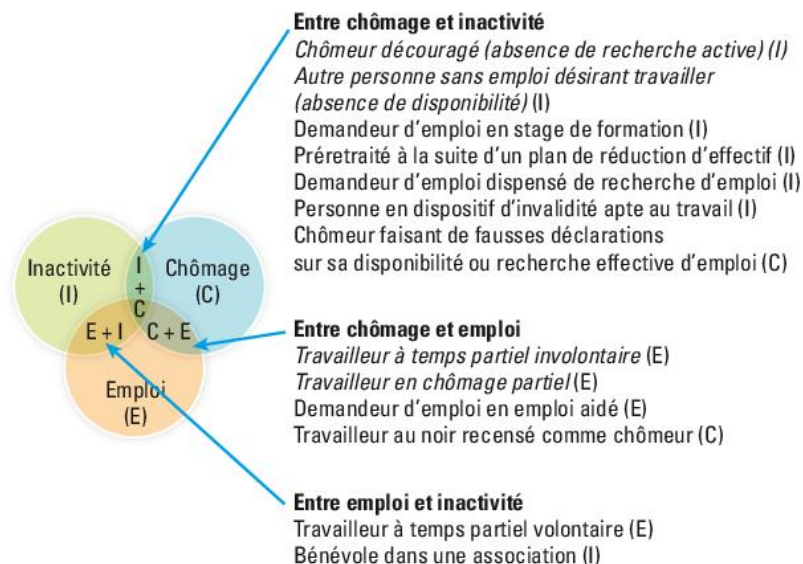 Entre chômage et inactivité
Chômeur découragé (absence de recherche active) (I)
Autre personne sans emploi désirant travailler
(absence de disponibilité) (I)
Demandeur d'emploi en stage de formation (I)
Préretraité à la suite d'un plan de réduction d'effectif (I)
Demandeur d'emploi dispensé de recherche d'emploi (I)
Personne en dispositif d'invalidité apte au travail (I)
Chômeur faisant de fausses déclarations
sur sa disponibilité ou recherche effective d'emploi (C)
Inactivité
(I)
I
+
C
Chômage
(C)
E + I
C + E
Emploi
(E)
Entre chômage et emploi
Travailleur à temps partiel involontaire (E)
Travailleur en chômage partiel (E)
Demandeur d'emploi en emploi aidé (E)
Travailleur au noir recensé comme chômeur (C)
Entre emploi et inactivité
Travailleur à temps partiel volontaire (E)
Bénévole dans une association (I)